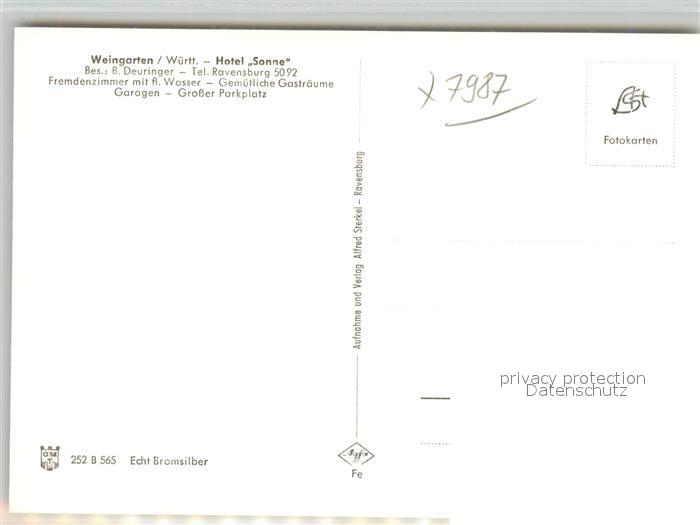 Weingarten / Württ. – Hotel „Sonne"
Bes.: B. Deuringer – Tel. Ravensburg 5092
Fremdenzimmer mit fl. Wasser – Gemütliche Gasträume
Garagen – Großer Parkplatz
x 7987
Fotokarten
Aufnahme und Verlag Alfred Sterkel – Ravensburg
privacy protection
Datenschutz
252 B 565 Echt Bromsilber
Agfa
Fe